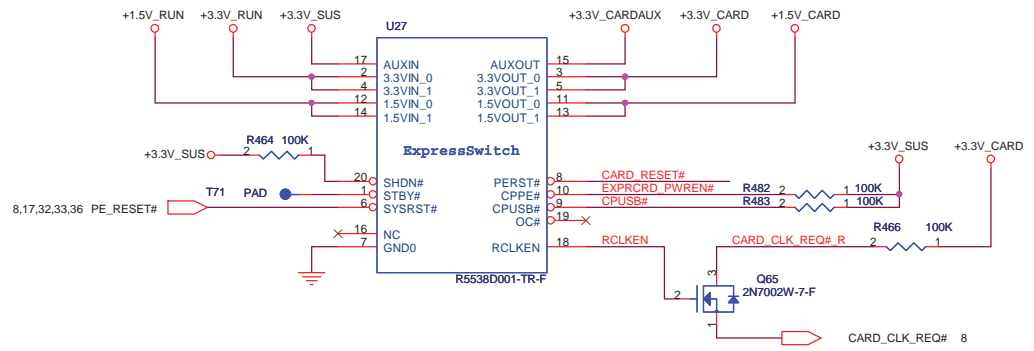 +1.5V_RUN +3.3V_RUN +3.3V_SUS U27 +3.3V_CARDAUX +3.3V_CARD +1.5V_CARD
17 AUXIN AUXOUT 15
2 3.3VIN_0 3.3VOUT_0 3
4 3.3VIN_1 3.3VOUT_1 5
12 1.5VIN_0 1.5VOUT_0 11
14 1.5VIN_1 1.5VOUT_1 13
R464 100K
+3.3V_SUS 2 1
ExpressSwitch
+3.3V_SUS +3.3V_CARD
20 SHDN# PERST# 8 CARD_RESET#
T71 PAD 1 STBY# CPPE# 10 EXPRCRD_PWREN# R482 2 1 100K
8,17,32,33,36 PE_RESET# 6 SYSRST# CPUSB# 9 CPUSB# R483 2 1 100K
OC# 19
16 NC
7 GND0 RCLKEN 18 RCLKEN
R466 100K
CARD_CLK_REQ#_R 2 1
R5538D001-TR-F
3 Q65
2 2N7002W-7-F
1
CARD_CLK_REQ# 8